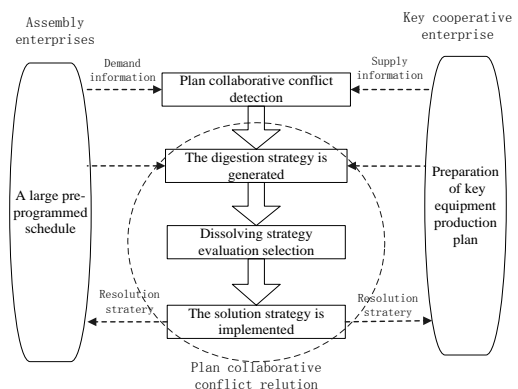 Assembly
enterprises
Key cooperative
enterprise
Demand
information
Supply
information
Plan collaborative conflict
detection
The digestion strategy is
generated
A large pre-
programmed
schedule
Preparation
of key
equipment
production
plan
Dissolving strategy
evaluation selection
Resolution
stratery
Resolution
stratery
The solution strategy is
implemented
Plan collaborative
conflict relution